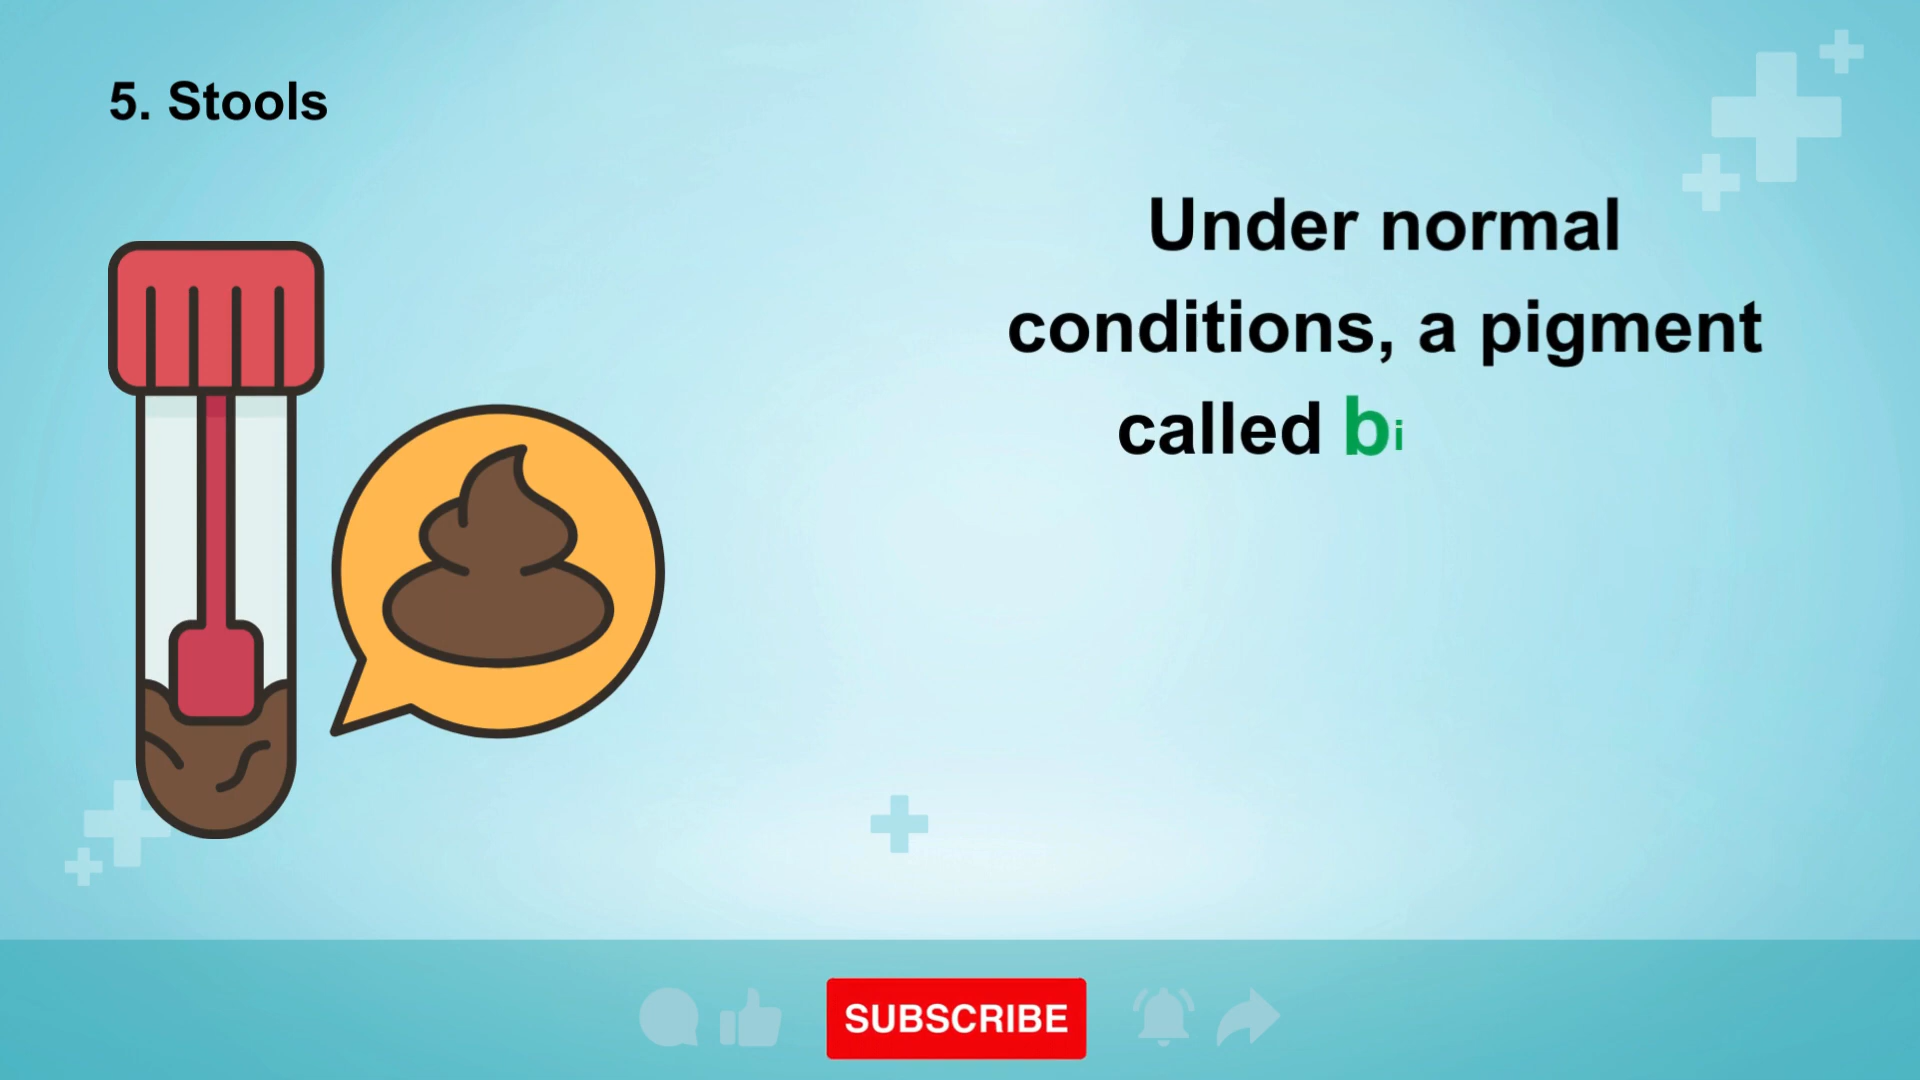 5. Stools
Under normal
conditions, a pigment
called bi
SUBSCRIBE